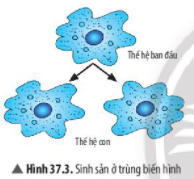 Thế hệ ban đầu
Thế hệ con
▲ Hình 37.3. Sinh sản ở trùng biến hình